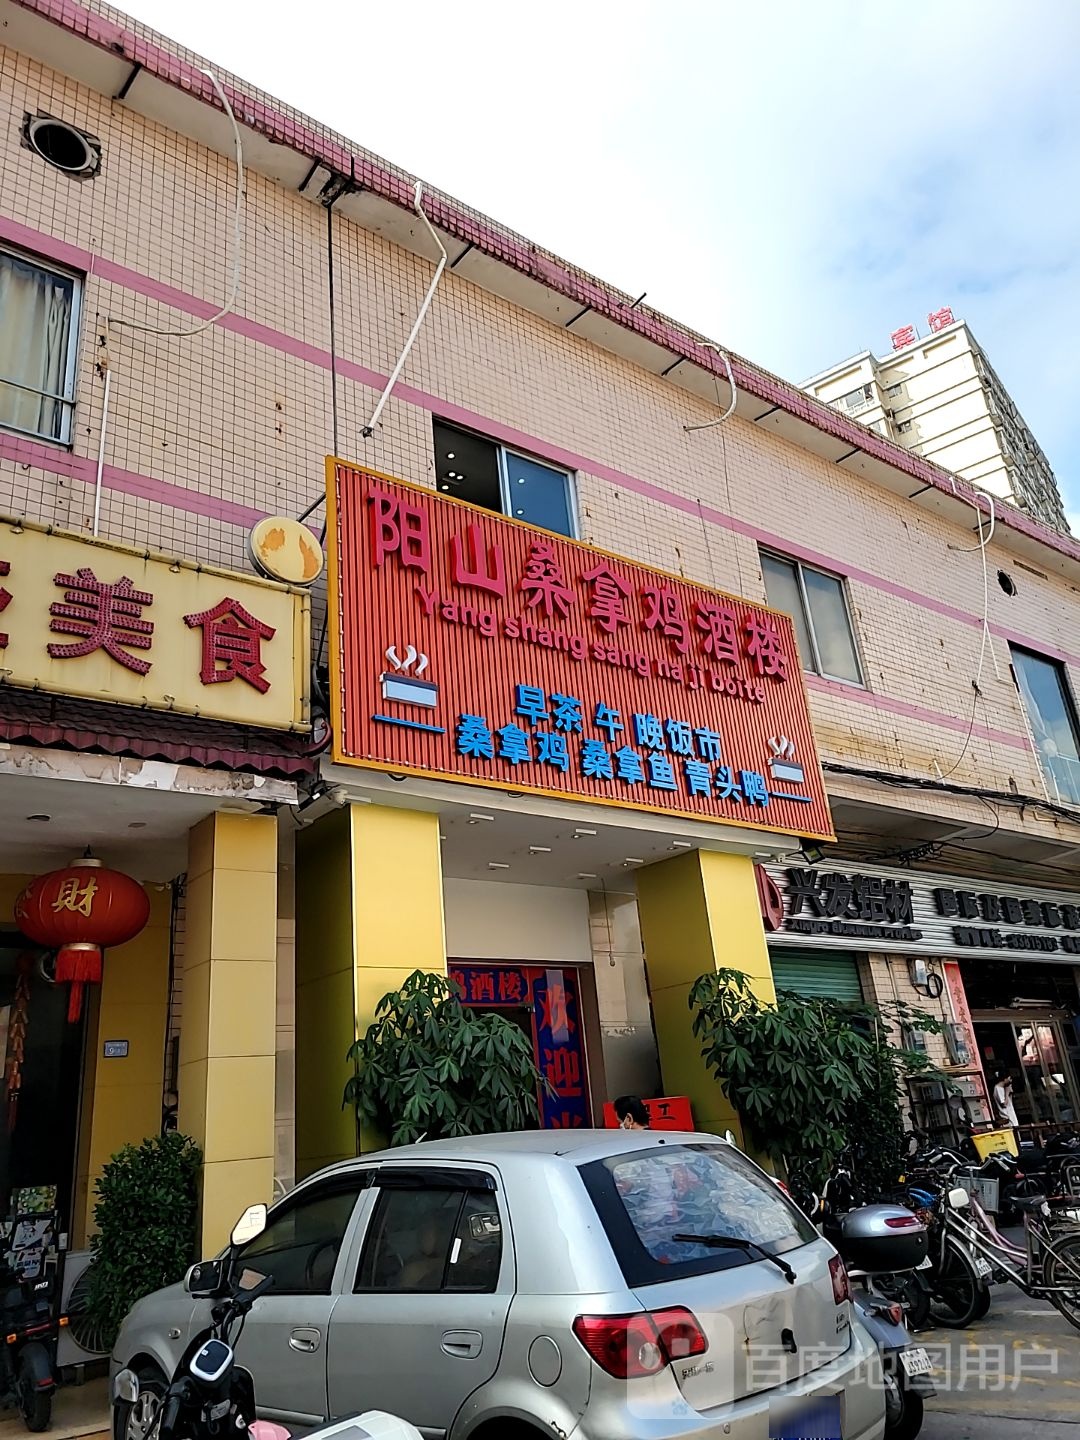 宾馆
阳山桑拿鸡酒楼
Yang shang sang na ji boite
早茶 午 晚饭市
桑拿鸡 桑拿鱼 青头鸭
美食
财
兴发铝材
酒楼
欢迎
百度地图用户